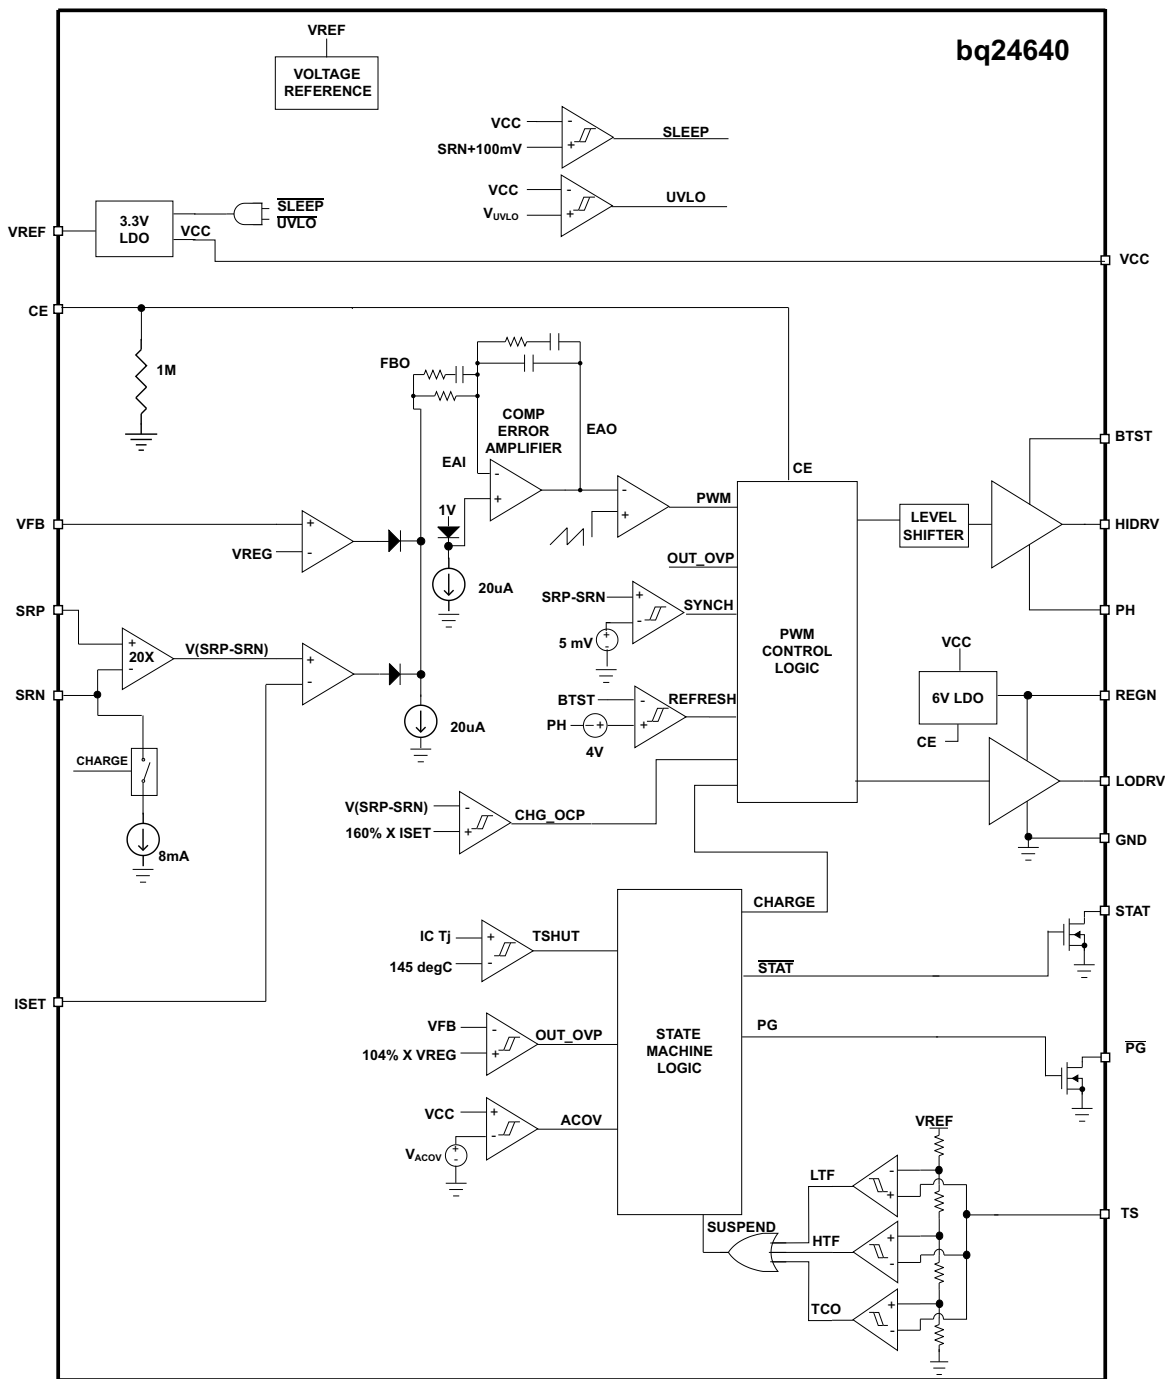 bq24640
VREF
VOLTAGE
REFERENCE
VCC
SRN+100mV
SLEEP
VCC
VUVLO
UVLO
SLEEP
UVLO
VREF
3.3V
LDO
VCC
VCC
CE
1M
FBO
COMP
ERROR
AMPLIFIER
EAO
EAI
1V
20uA
PWM
CE
BTST
LEVEL
SHIFTER
HIDRV
PH
VFB
VREG
OUT_OVP
SRP-SRN
SYNCH
5 mV
PWM
CONTROL
LOGIC
SRP
20X
V(SRP-SRN)
SRN
20uA
BTST
REFRESH
PH
4V
VCC
6V LDO
CE
REGN
LODRV
GND
CHARGE
8mA
V(SRP-SRN)
160% X ISET
CHG_OCP
CHARGE
STAT
IC Tj
145 degC
TSHUT
STAT
ISET
VFB
104% X VREG
OUT_OVP
STATE
MACHINE
LOGIC
PG
PG
VCC
VACOV
ACOV
VREF
LTF
TS
SUSPEND
HTF
TCO